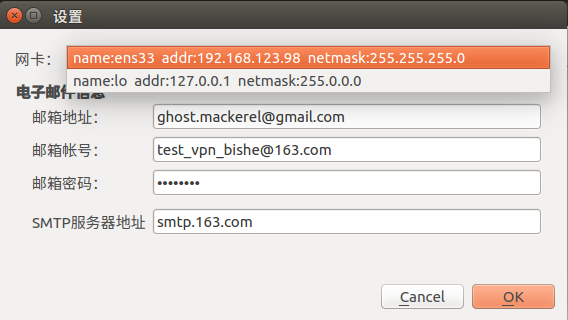 设置
网卡：
name:ens33 addr:192.168.123.98 netmask:255.255.255.0
name:lo addr:127.0.0.1 netmask:255.0.0.0
电子邮件信息
邮箱地址： ghost.mackerel@gmail.com
邮箱帐号： test_vpn_bishe@163.com
邮箱密码： ••••••••
SMTP服务器地址 smtp.163.com
Cancel OK